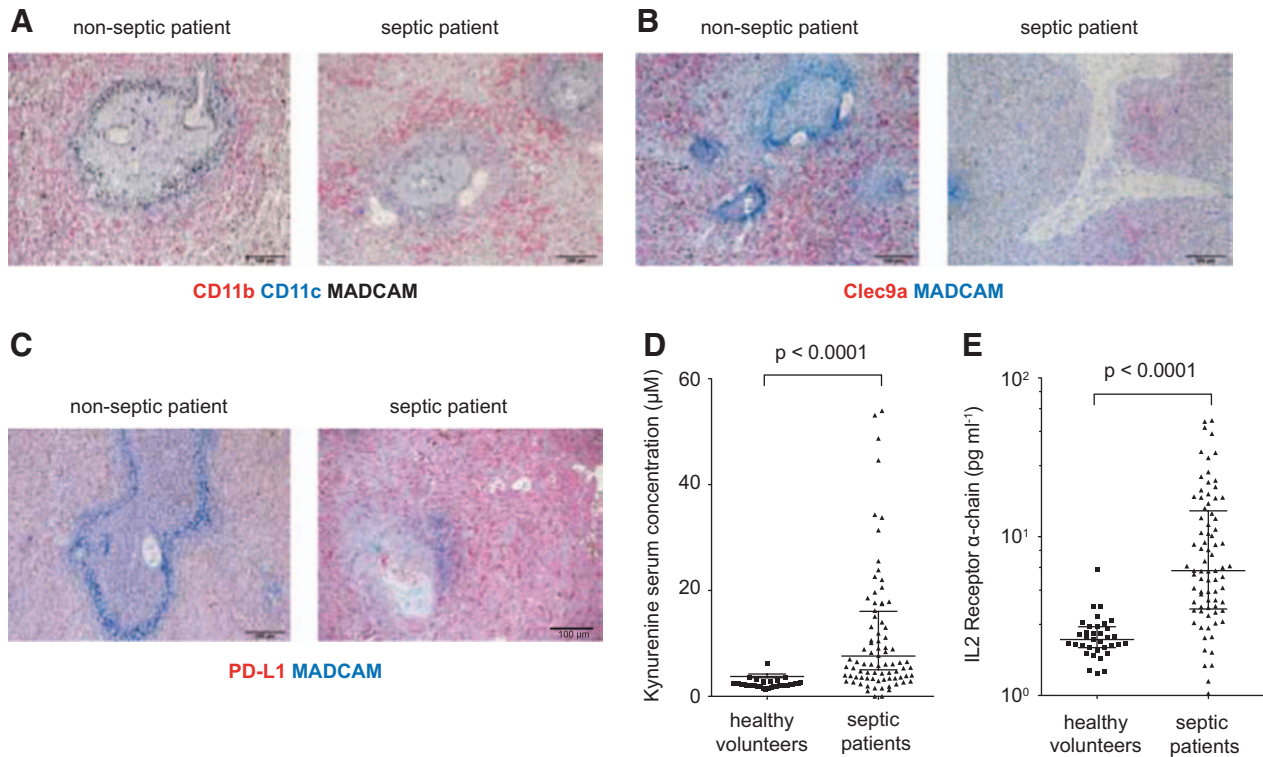 A
non-septic patient
septic patient
CD11b CD11c MADCAM
B
non-septic patient
septic patient
Clec9a MADCAM
C
non-septic patient
septic patient
100 µm
PD-L1 MADCAM
D
p < 0.0001
Kynurenine serum concentration (µM)
60
40
20
0
healthy volunteers
septic patients
E
p < 0.0001
IL2 Receptor α-chain (pg ml-1)
10²
10¹
10⁰
healthy volunteers
septic patients